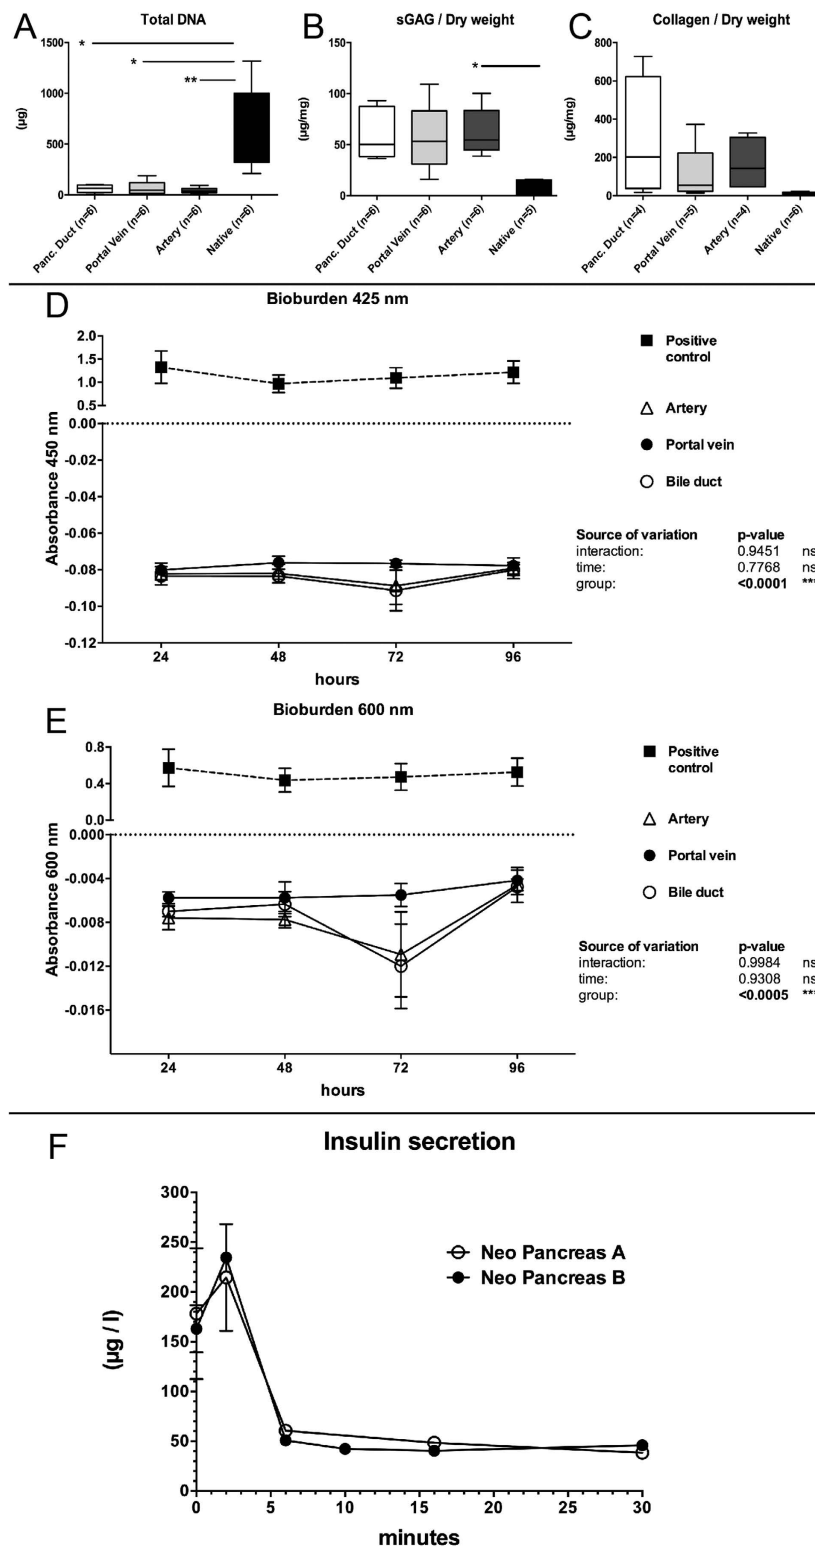 A
Total DNA
*
*
**
1500
1000
500
0
(µg)
Panc. Duct (n=6)
Portal Vein (n=6)
Artery (n=6)
Native (n=6)
B
sGAG / Dry weight
*
150
100
50
0
(µg/mg)
Panc. Duct (n=6)
Portal Vein (n=6)
Artery (n=6)
Native (n=5)
C
Collagen / Dry weight
800
600
400
200
0
(µg/mg)
Panc. Duct (n=4)
Portal Vein (n=5)
Artery (n=4)
Native (n=6)
D
Bioburden 425 nm
2.0
1.5
1.0
0.5
0.00
-0.02
-0.04
-0.06
-0.08
-0.10
-0.12
Absorbance 450 nm
24
48
72
96
hours
Positive
control
Artery
Portal vein
Bile duct
Source of variation p-value
interaction: 0.9451 ns
time: 0.7768 ns
group: <0.0001 ***
E
Bioburden 600 nm
0.8
0.4
0.0
0.000
-0.004
-0.008
-0.012
-0.016
Absorbance 600 nm
24
48
72
96
hours
Positive
control
Artery
Portal vein
Bile duct
Source of variation p-value
interaction: 0.9984 ns
time: 0.9308 ns
group: <0.0005 ***
F
Insulin secretion
300
250
200
150
100
50
0
(µg / l)
0
5
10
15
20
25
30
minutes
Neo Pancreas A
Neo Pancreas B